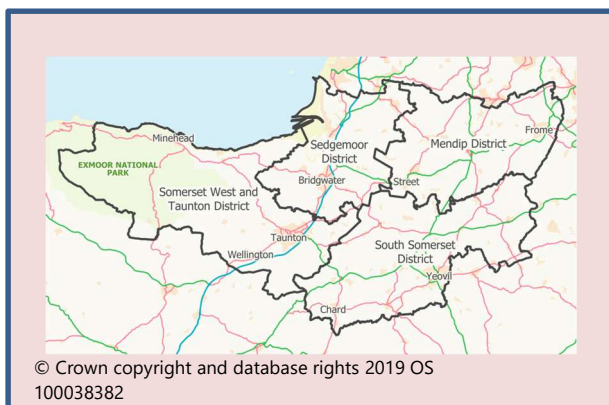 Minehead
EXMOOR NATIONAL
PARK
Somerset West and
Taunton District
Sedgemoor
District
Bridgwater
Mendip District
Frome
Street
Taunton
Wellington
South Somerset
District
Yeovil
Chard
© Crown copyright and database rights 2019 OS
100038382